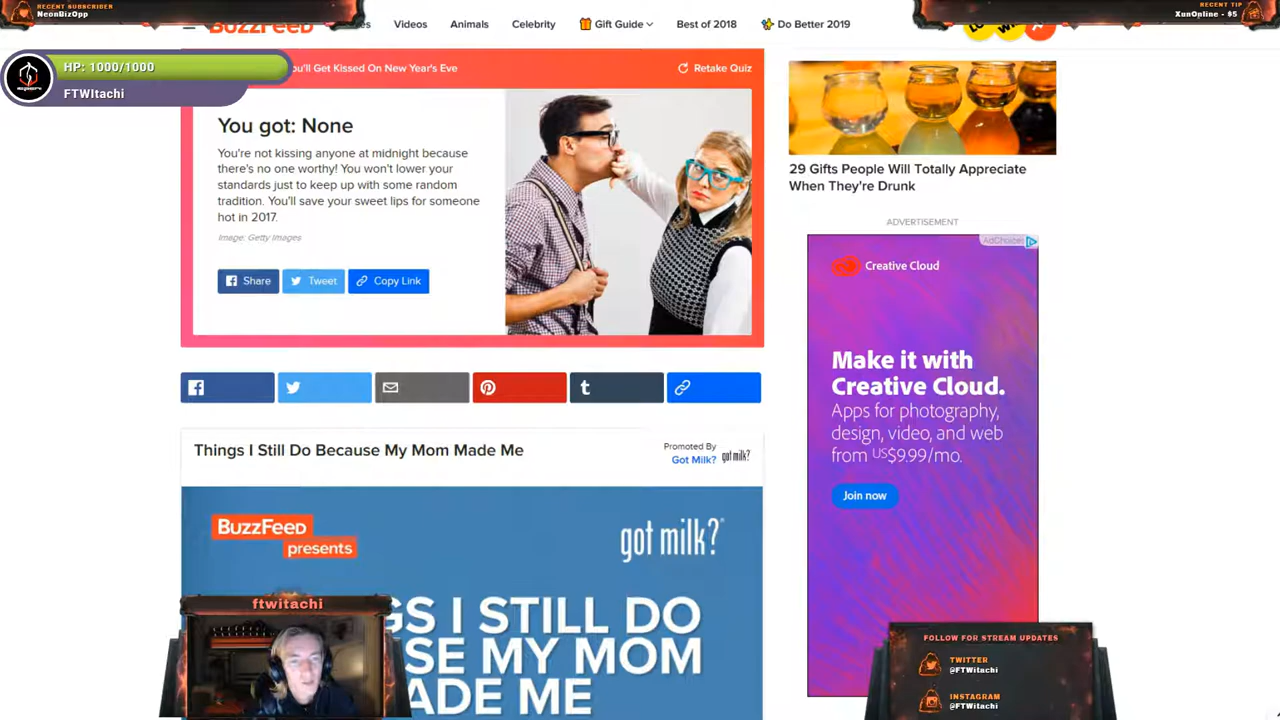 RECENT SUBSCRIBER
NeonBizOpp
RECENT TIP
XunOnline - $5
BuzzFeed
Videos
Animals
Celebrity
Gift Guide
Best of 2018
Do Better 2019
HP: 1000/1000
FTWItachi
You'll Get Kissed On New Year's Eve
Retake Quiz
You got: None
You're not kissing anyone at midnight because
there's no one worthy! You won't lower your
standards just to keep up with some random
tradition. You'll save your sweet lips for someone
hot in 2017.
Image: Getty Images
Share
Tweet
Copy Link
29 Gifts People Will Totally Appreciate
When They're Drunk
ADVERTISEMENT
AdChoices
Creative Cloud
Make it with
Creative Cloud.
Apps for photography,
design, video, and web
from US$9.99/mo.
Join now
Things I Still Do Because My Mom Made Me
Promoted By
Got Milk?
got milk?
BuzzFeed
presents
got milk?
GS I STILL DO
SE MY MOM
ADE ME
ftwitachi
FOLLOW FOR STREAM UPDATES
TWITTER
@FTWitachi
INSTAGRAM
@FTWitachi